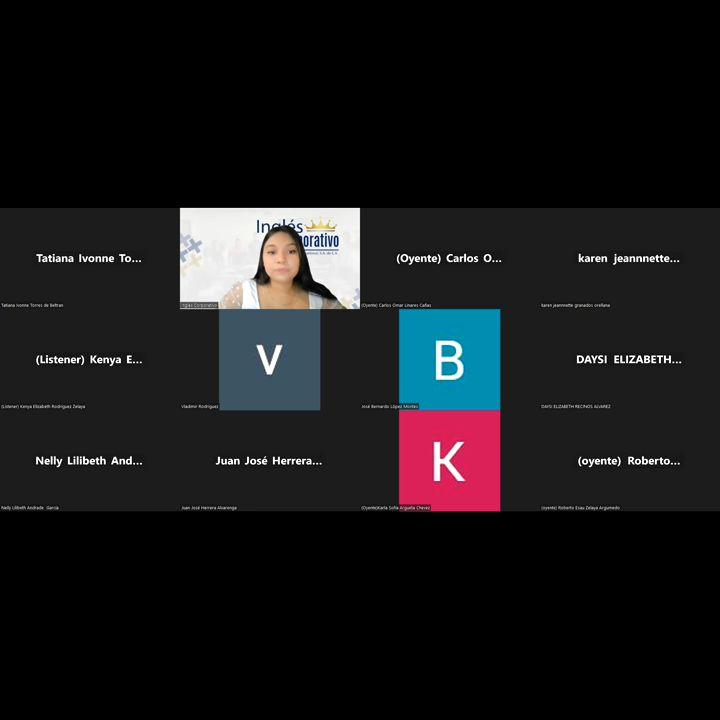 Tatiana Ivonne To...
Tatiana Ivonne Torres de Beltran
Inglés
orativo
Inglés Corporativo
(Oyente) Carlos O...
(Oyente) Carlos Omar Linares Cañas
karen jeannnette...
karen jeannnette granados orellana
(Listener) Kenya E...
(Listener) Kenya Elizabeth Rodriguez Zelaya
V
Vladimir Rodriguez
B
José Bernardo López Montes
DAYSI ELIZABETH...
DAYSI ELIZABETH RECINOS ALVAREZ
Nelly Lilibeth And...
Nelly Lilibeth Andrade Garcia
Juan José Herrera...
Juan José Herrera Alvarenga
K
(Oyente)Karla Sofía Argueta Chevez
(oyente) Roberto...
(oyente) Roberto Esau Zelaya Argumedo